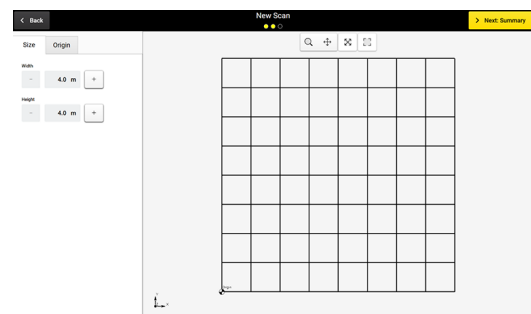 Back
New Scan
Next: Summary
Size
Origin
Width
4.0 m
Height
4.0 m
Origin
Y
X